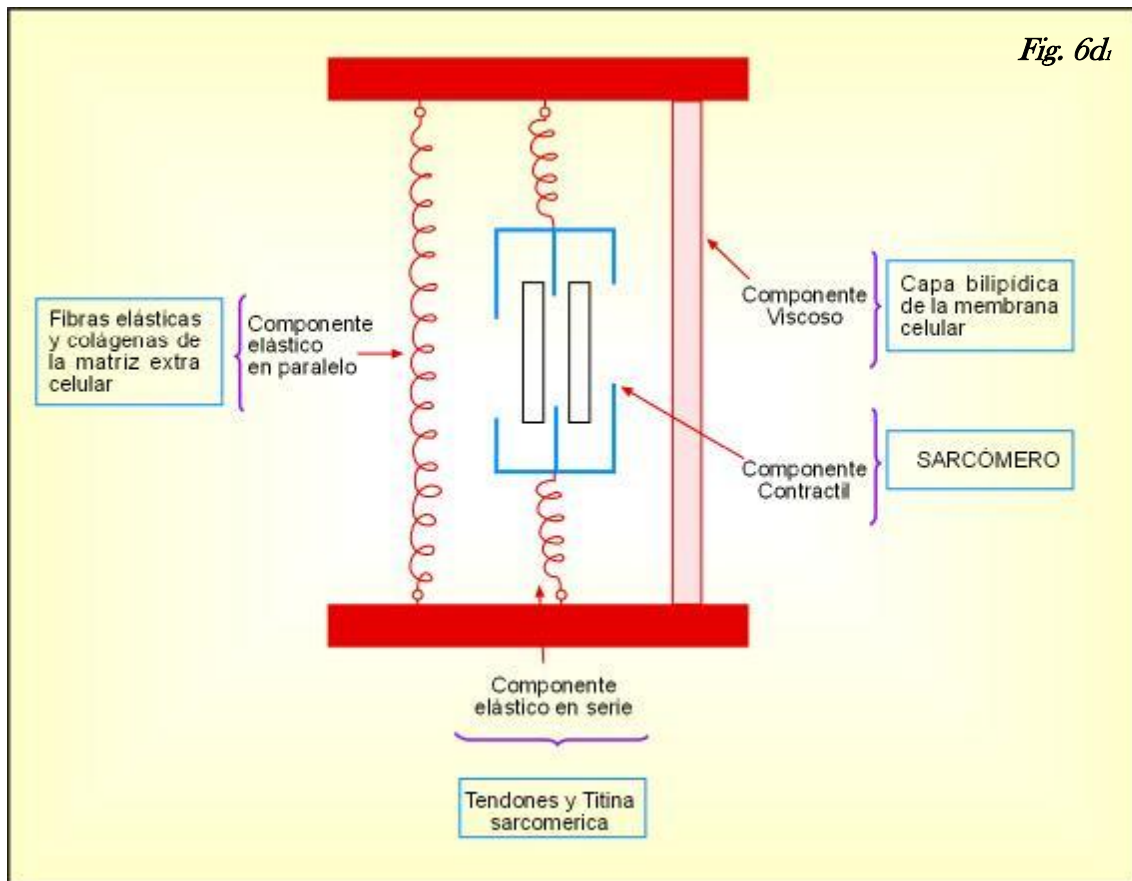 Fig. 6d1
Fibras elásticas
y colágenas de
la matriz extra
celular
Componente
elástico
en paralelo
Componente
Viscoso
Capa bilipídica
de la membrana
celular
Componente
Contractil
SARCÓMERO
Componente
elástico en serie
Tendones y Titina
sarcomerica